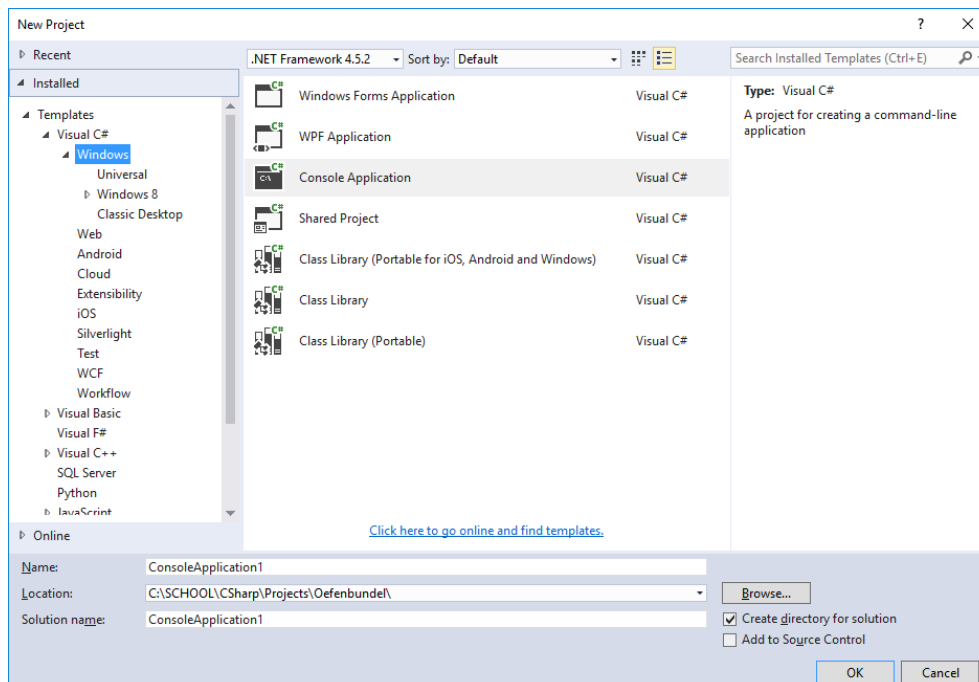 New Project
?
Recent
.NET Framework 4.5.2
Sort by: Default
Search Installed Templates (Ctrl+E)
Installed
Templates
Visual C#
Windows
Universal
Windows 8
Classic Desktop
Web
Android
Cloud
Extensibility
iOS
Silverlight
Test
WCF
Workflow
Visual Basic
Visual F#
Visual C++
SQL Server
Python
JavaScript
Online
C#
Windows Forms Application Visual C#
C#
WPF Application Visual C#
C#
C:\
Console Application Visual C#
C#
Shared Project Visual C#
C#
Class Library (Portable for iOS, Android and Windows) Visual C#
C#
Class Library Visual C#
C#
Class Library (Portable) Visual C#
Click here to go online and find templates.
Type: Visual C#
A project for creating a command-line
application
Name: ConsoleApplication1
Location: C:\SCHOOL\CSharp\Projects\Oefenbundel\
Browse...
Solution name: ConsoleApplication1
Create directory for solution
Add to Source Control
OK
Cancel